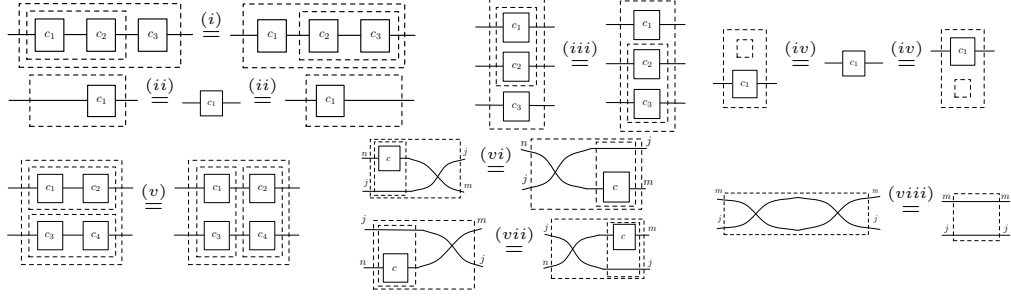 c₁ c₂ c₃ (i) = c₁ c₂ c₃
c₁ (ii) = c₁ (ii) = c₁
c₁ c₂ c₃ (iii) = c₁ c₂ c₃
c₁ (iv) = c₁ (iv) = c₁
c₁ c₂ c₃ c₄ (v) = c₁ c₂ c₃ c₄
n j c j m (vi) = n j c j m
j n c m j (vii) = j n c m j
m j m j (viii) = m j m j